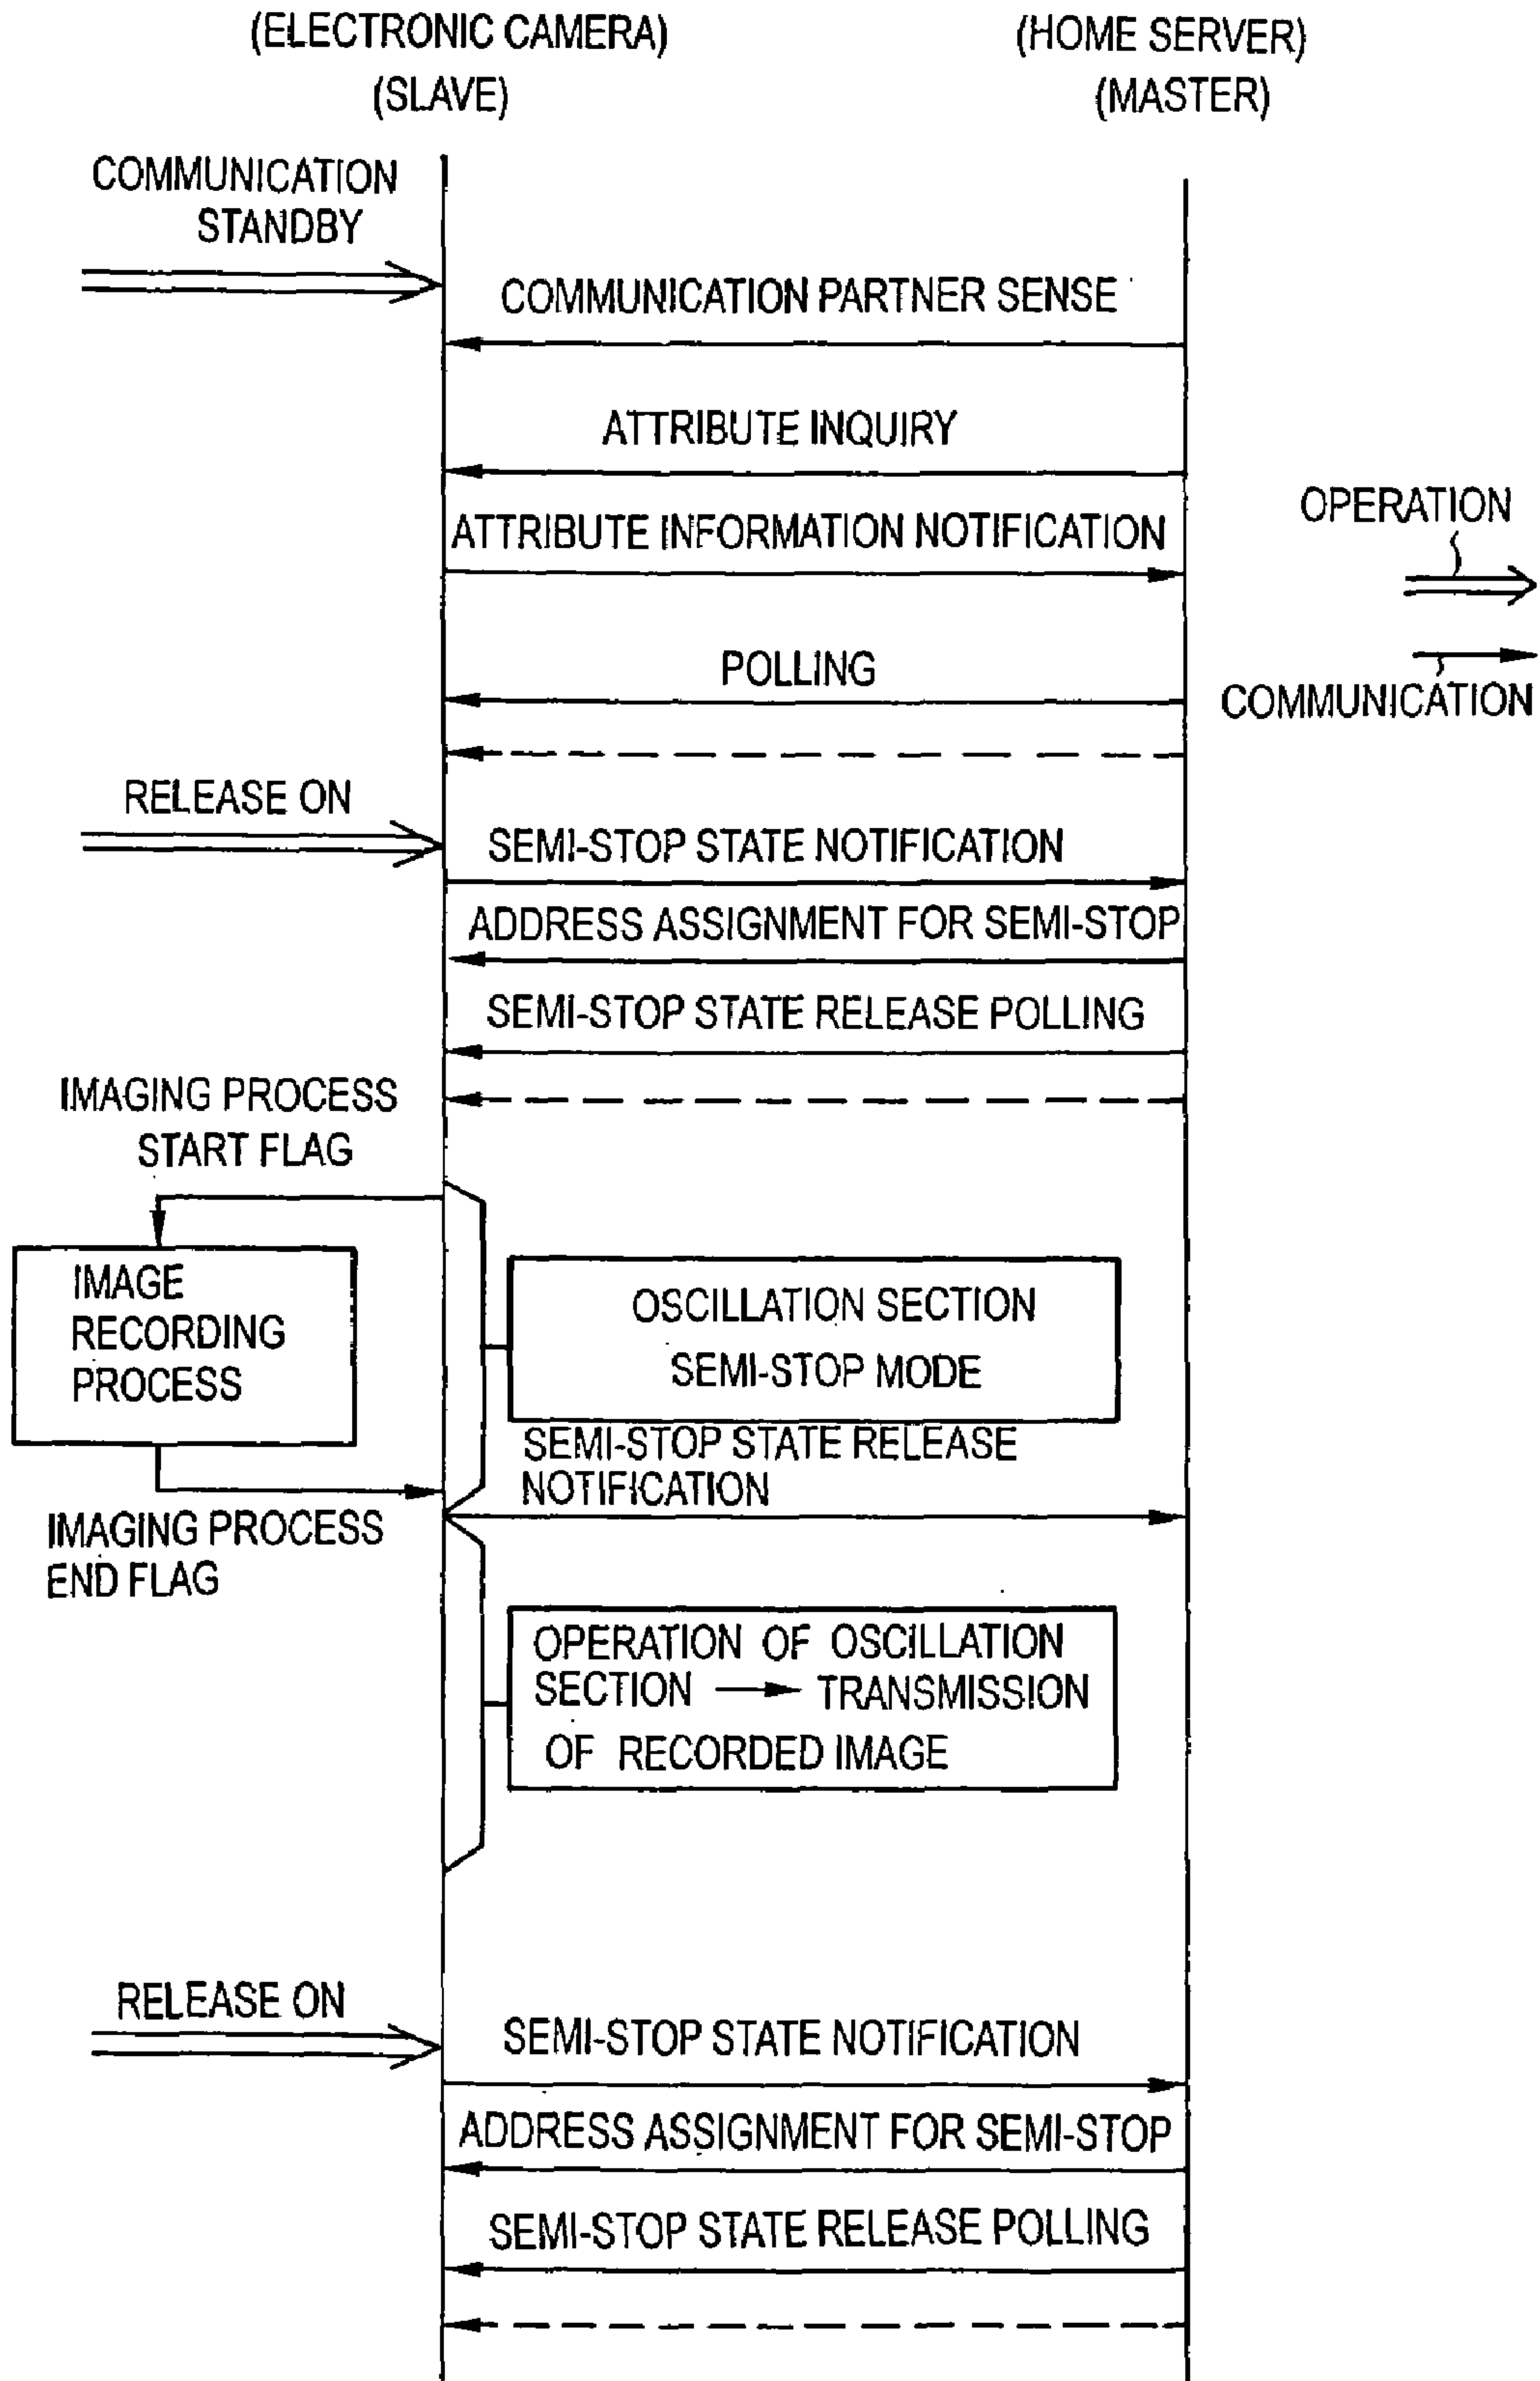 (ELECTRONIC CAMERA)
(SLAVE)
(HOME SERVER)
(MASTER)
COMMUNICATION
STANDBY
COMMUNICATION PARTNER SENSE
ATTRIBUTE INQUIRY
ATTRIBUTE INFORMATION NOTIFICATION
OPERATION
POLLING
COMMUNICATION
RELEASE ON
SEMI-STOP STATE NOTIFICATION
ADDRESS ASSIGNMENT FOR SEMI-STOP
SEMI-STOP STATE RELEASE POLLING
IMAGING PROCESS
START FLAG
IMAGE
RECORDING
PROCESS
OSCILLATION SECTION
SEMI-STOP MODE
SEMI-STOP STATE RELEASE
NOTIFICATION
IMAGING PROCESS
END FLAG
OPERATION OF OSCILLATION
SECTION → TRANSMISSION
OF RECORDED IMAGE
RELEASE ON
SEMI-STOP STATE NOTIFICATION
ADDRESS ASSIGNMENT FOR SEMI-STOP
SEMI-STOP STATE RELEASE POLLING